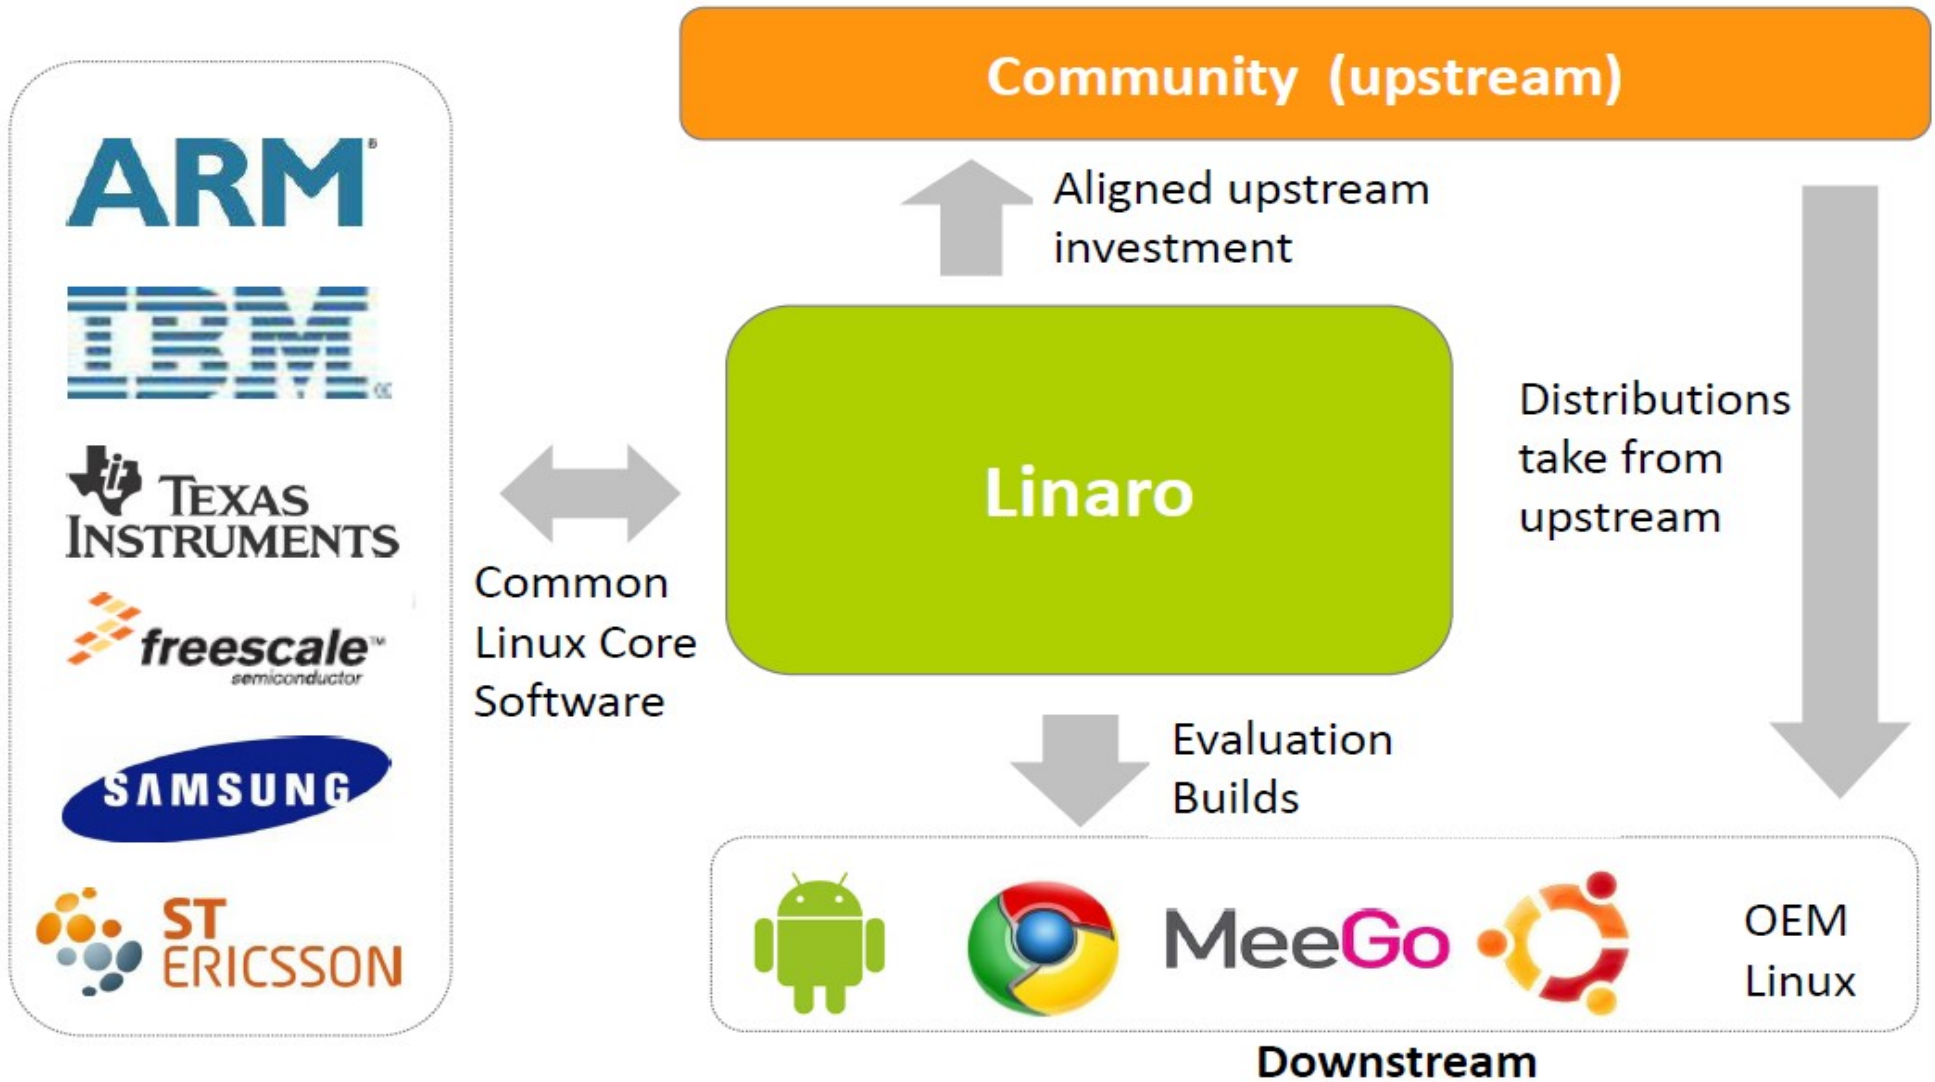 Community (upstream)
ARM®
IBM
TEXAS
INSTRUMENTS
freescale™
semiconductor
SAMSUNG
ST
ERICSSON
Aligned upstream
investment
Linaro
Common
Linux Core
Software
Distributions
take from
upstream
Evaluation
Builds
MeeGo
OEM
Linux
Downstream